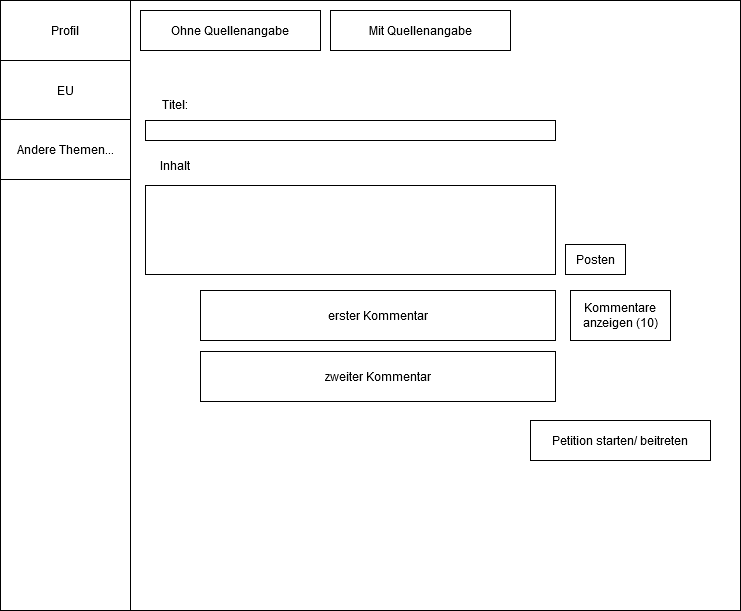 Profil
Ohne Quellenangabe
Mit Quellenangabe
EU
Titel:
Andere Themen...
Inhalt
Posten
erster Kommentar
Kommentare
anzeigen (10)
zweiter Kommentar
Petition starten/ beitreten